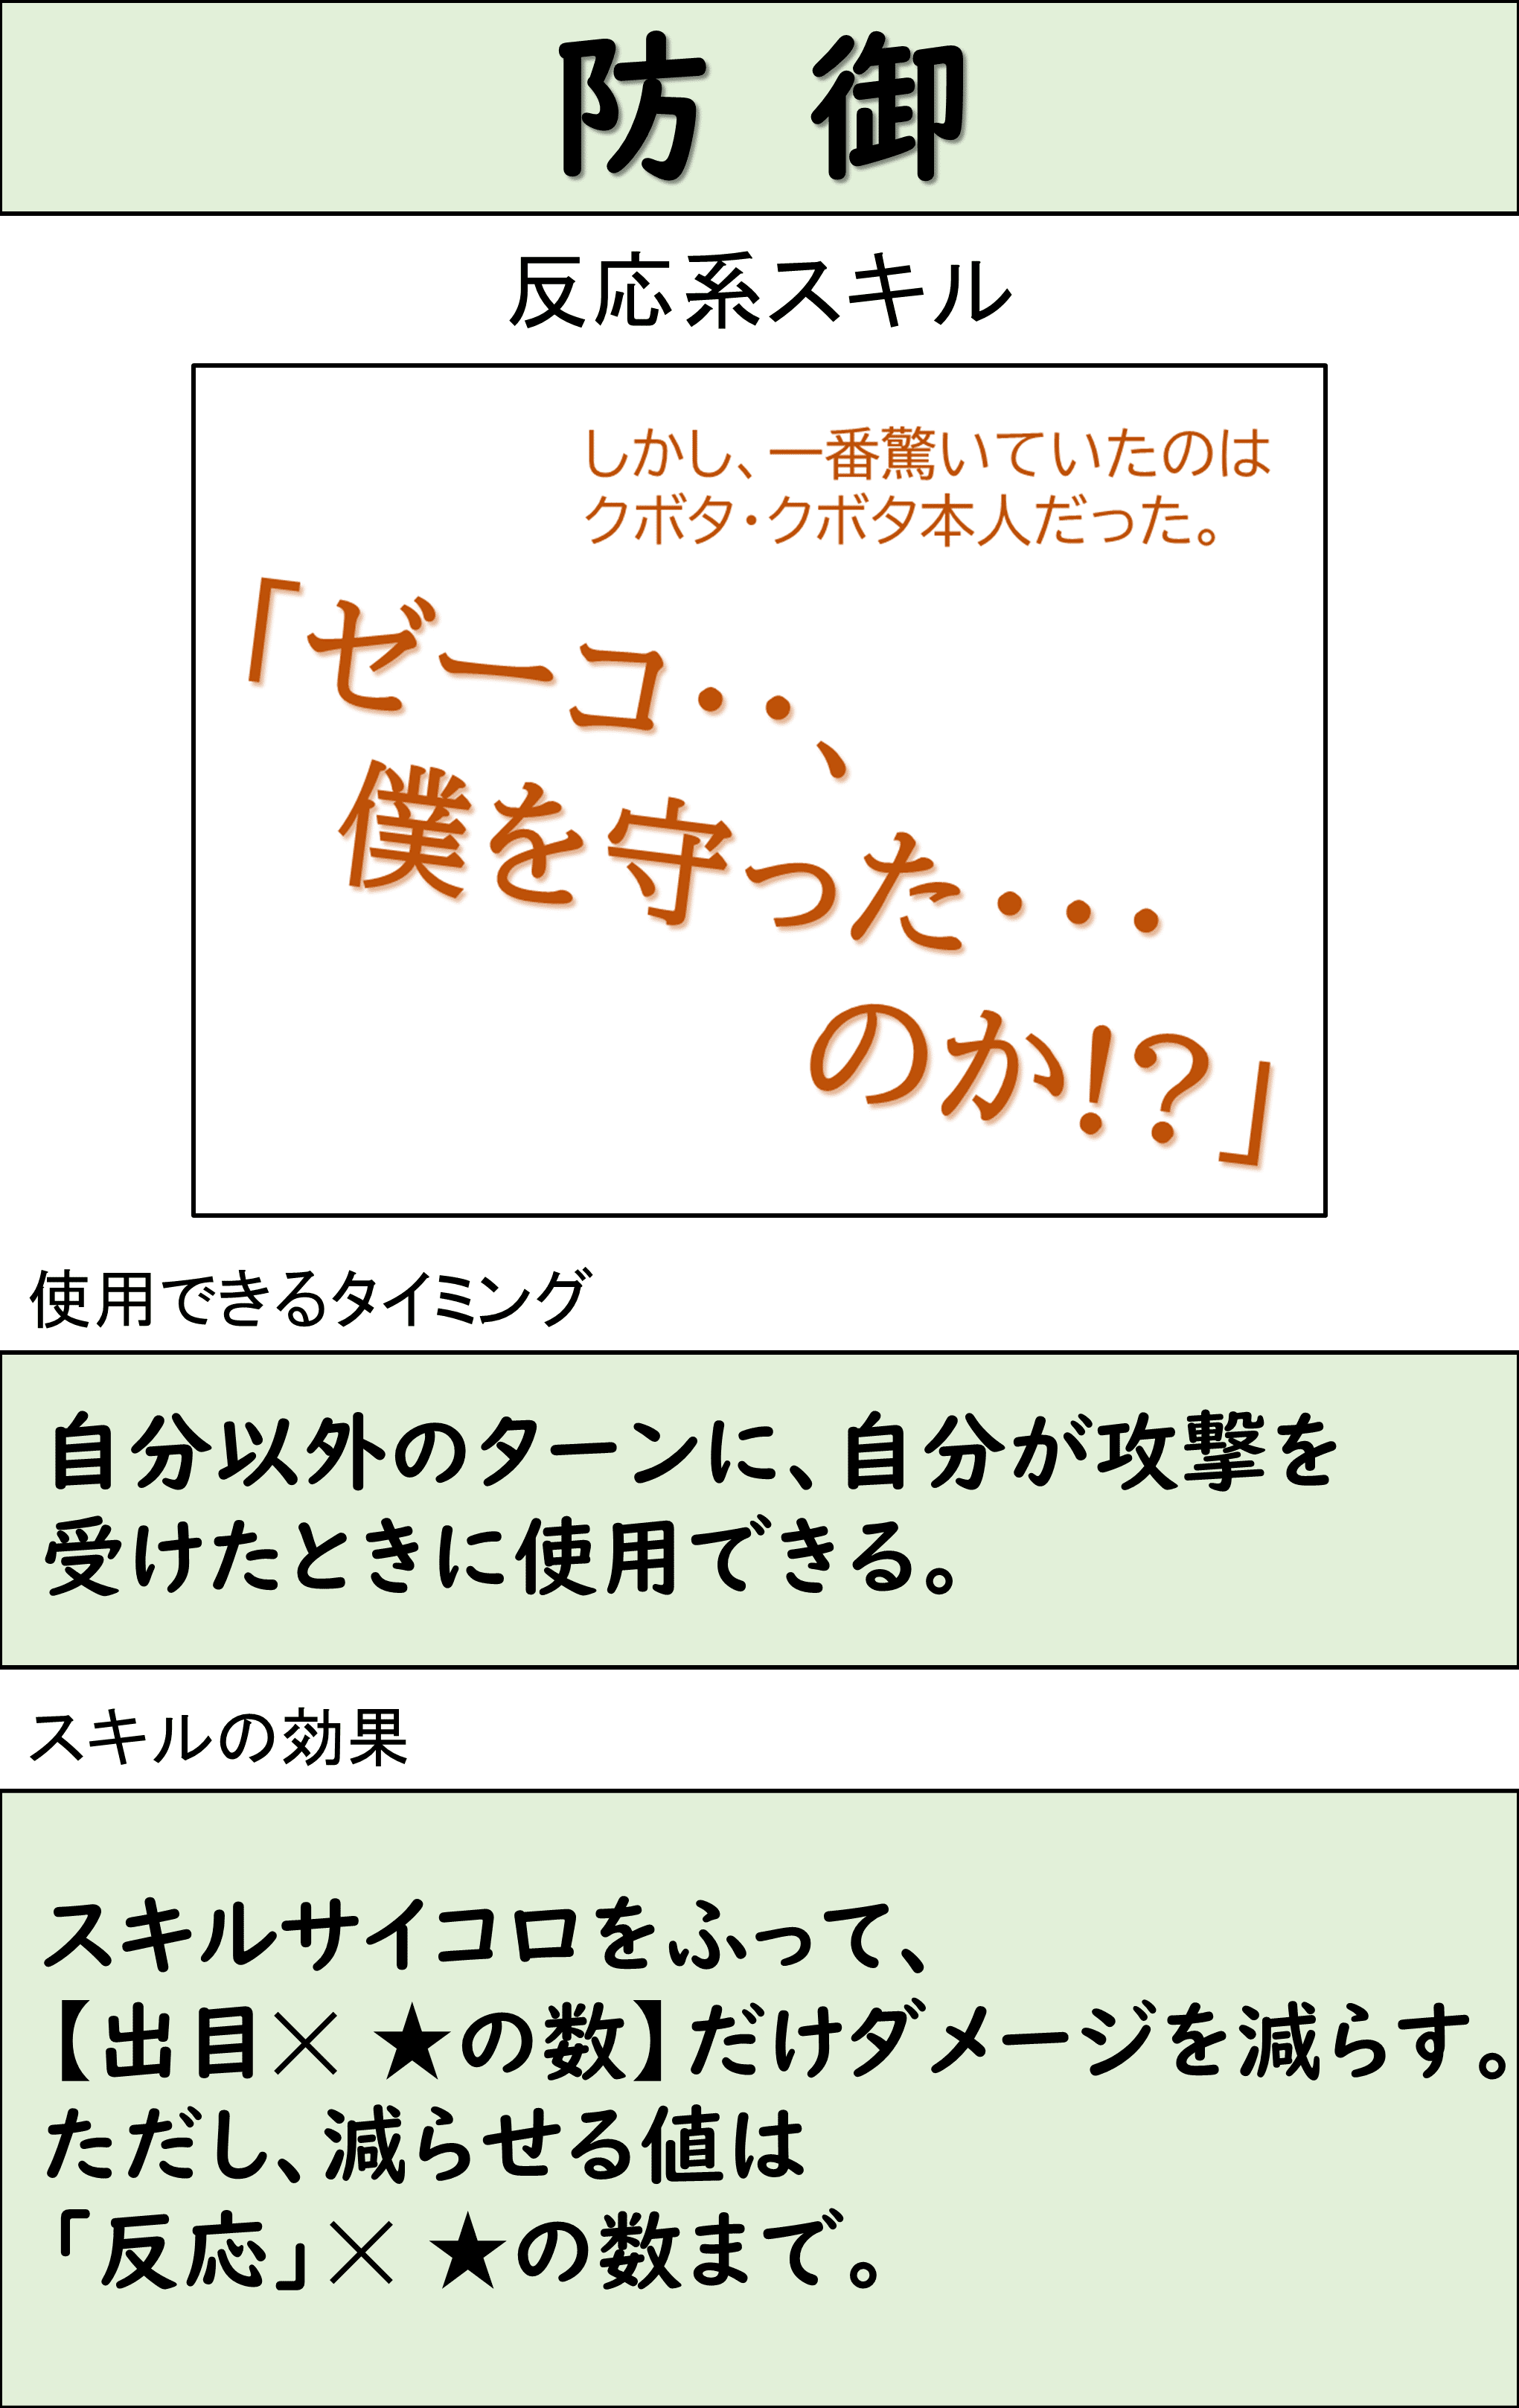 防御
反応系スキル
しかし、一番驚いていたのは
クボタ・クボタ本人だった。
「ゼーコ・・、
僕を守った・・・
のか!?」
使用できるタイミング
自分以外のターンに、自分が攻撃を
受けたときに使用できる。
スキルの効果
スキルサイコロをふって、
【出目×★の数】だけダメージを減らす。
ただし、減らせる値は
「反応」×★の数まで。